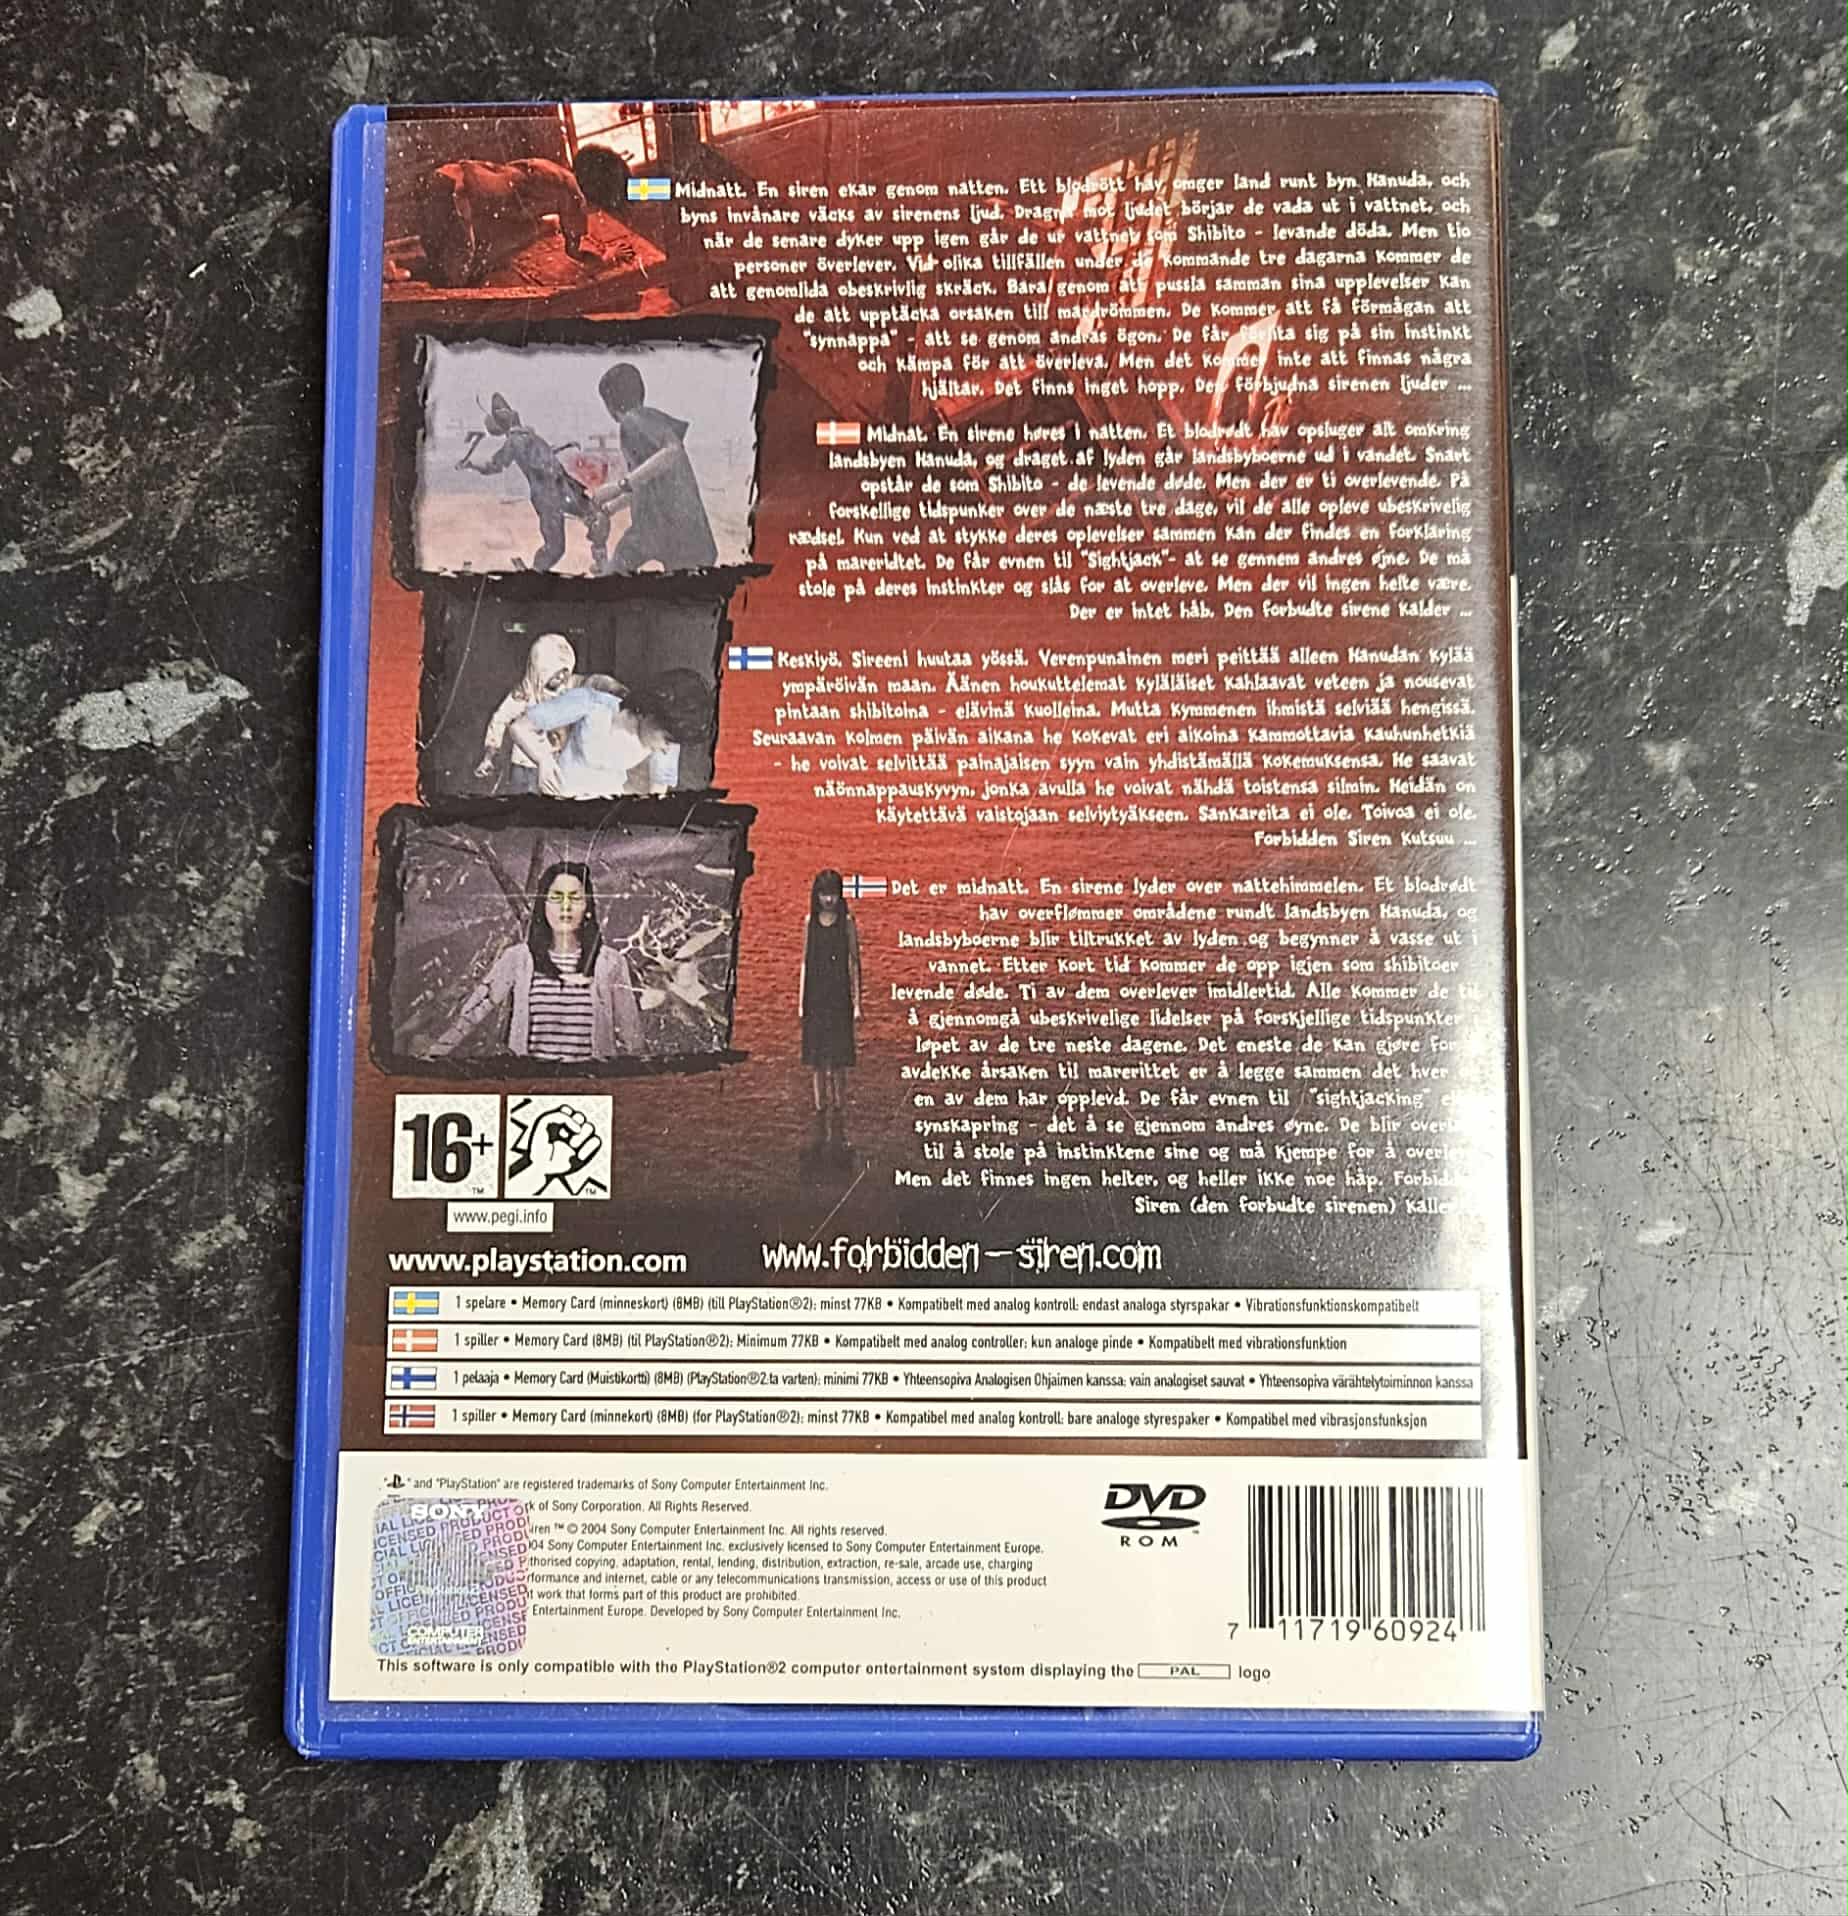 Midnatt. En siren ekar genom natten. Ett blodrött hav omger land runt byn Hanuda, och
byns invånare väcks av sirenens ljud. Dragna mot ljudet börjar de vada ut i vattnet, och
när de senare dyker upp igen går de ur vattnet som Shibito - levande döda. Men tio
personer överlever. Vid olika tillfällen under de kommande tre dagarna kommer de
att genomlida obeskrivlig skräck. Bara genom att pussla samman sina upplevelser kan
de att upptäcka orsaken till mardrömmen. De kommer att få förmågan att
"synnappa" - att se genom andras ögon. De får förlita sig på sin instinkt
och kämpa för att överleva. Men det kommer inte att finnas några
hjältar. Det finns inget hopp. Den förbjudna sirenen ljuder ...
Midnat. En sirene høres i natten. Et blodrødt hav opsluger alt omkring
landsbyen Hanuda, og draget af lyden går landsbyboerne ud i vandet. Snart
opstår de som Shibito - de levende døde. Men der er ti overlevende. På
forskellige tidspunker over de næste tre dage, vil de alle opleve ubeskrivelig
rædsel. Kun ved at stykke deres oplevelser sammen kan der findes en forklaring
på mareridtet. De får evnen til "Sightjack"- at se gennem andres øjne. De må
stole på deres instinkter og slås for at overleve. Men der vil ingen helte være.
Der er intet håb. Den forbudte sirene kalder ...
Keskiyö. Sireeni huutaa yössä. Verenpunainen meri peittää alleen Hanudan kylää
ympäröivän maan. Äänen houkuttelemat kyläläiset kahlaavat veteen ja nousevat
pintaan shibitoina - elävinä kuolleina. Mutta kymmenen ihmistä selviää hengissä.
Seuraavan kolmen päivän aikana he kokevat eri aikoina kammottavia kauhunhetkiä
- he voivat selvittää painajaisen syyn vain yhdistämällä kokemuksensa. He saavat
näönnappauskyvyn, jonka avulla he voivat nähdä toistensa silmin. Heidän on
käytettävä vaistojaan selviytyäkseen. Sankareita ei ole. Toivoa ei ole.
Forbidden Siren kutsuu ...
Det er midnatt. En sirene lyder over nattehimmelen. Et blodrødt
hav overflømmer områdene rundt landsbyen Hanuda, og
landsbyboerne blir tiltrukket av lyden og begynner å vasse ut i
vannet. Etter kort tid kommer de opp igjen som shibitoer
levende døde. Ti av dem overlever imidlertid. Alle kommer de til
å gjennomgå ubeskrivelige lidelser på forskjellige tidspunkter
løpet av de tre neste dagene. Det eneste de kan gjøre for
avdekke årsaken til marerittet er å legge sammen det hver
en av dem har opplevd. De får evnen til "sightjacking"
synskapring - det å se gjennom andres øyne. De blir
til å stole på instinktene sine og må kjempe for å
Men det finnes ingen helter, og heller ikke noe håp.
Siren (den forbudte sirenen)
16+
www.pegi.info
www.playstation.com
www.forbidden-siren.com
1 spelare • Memory Card (minneskort) (8MB) (till PlayStation®2): minst 77KB • Kompatibelt med analog kontroll: endast analoga styrspakar • Vibrationsfunktionskompatibelt
1 spiller • Memory Card (8MB) (til PlayStation®2): Minimum 77KB • Kompatibelt med analog controller: kun analoge pinde • Kompatibelt med vibrationsfunktion
1 pelaaja • Memory Card (Muistikortti) (8MB) (PlayStation®2:ta varten): minimi 77KB • Yhteensopiva Analogisen Ohjaimen kanssa: vain analogiset sauvat • Yhteensopiva värähtelytoiminnon kanssa
1 spiller • Memory Card (minnekort) (8MB) (for PlayStation®2): minst 77KB • Kompatibel med analog kontroll: bare analoge styrespaker • Kompatibel med vibrasjonsfunksjon
" " and "PlayStation" are registered trademarks of Sony Computer Entertainment Inc.
of Sony Corporation. All Rights Reserved.
™ © 2004 Sony Computer Entertainment Inc. All rights reserved.
Sony Computer Entertainment Inc. exclusively licensed to Sony Computer Entertainment Europe.
copying, adaptation, rental, lending, distribution, extraction, re-sale, arcade use, charging
and internet, cable or any telecommunications transmission, access or use of this product
work that forms part of this product are prohibited.
Entertainment Europe. Developed by Sony Computer Entertainment Inc.
SONY
COMPUTER
ENTERTAINMENT
DVD
ROM
7 11719 60924
This software is only compatible with the PlayStation®2 computer entertainment system displaying the PAL logo